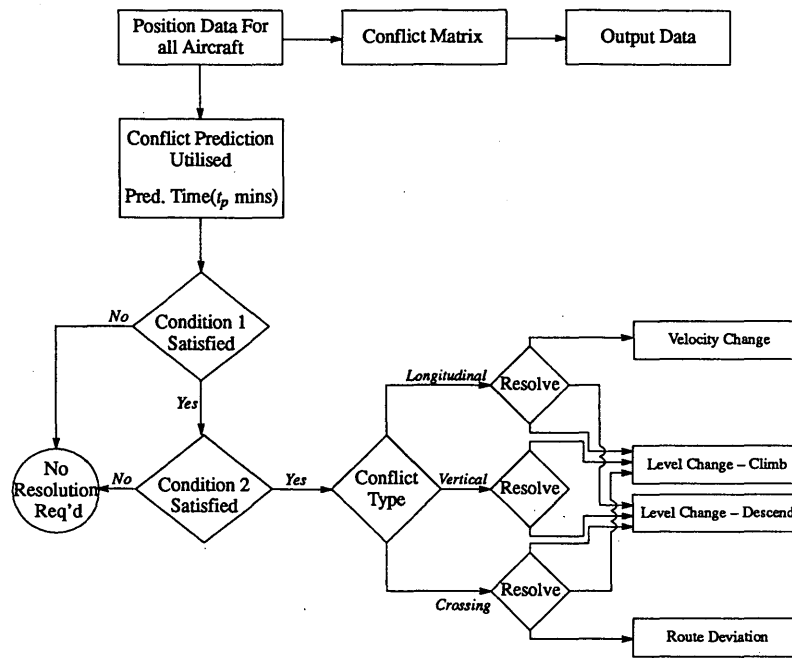 Position Data For
all Aircraft
Conflict Matrix
Output Data
Conflict Prediction
Utilised
Pred. Time(t_p mins)
No
Condition 1
Satisfied
Yes
Velocity Change
Longitudinal
Resolve
No
Resolution
Req'd
No
Condition 2
Satisfied
Yes
Conflict
Type
Vertical
Resolve
Level Change – Climb
Level Change – Descend
Crossing
Resolve
Route Deviation